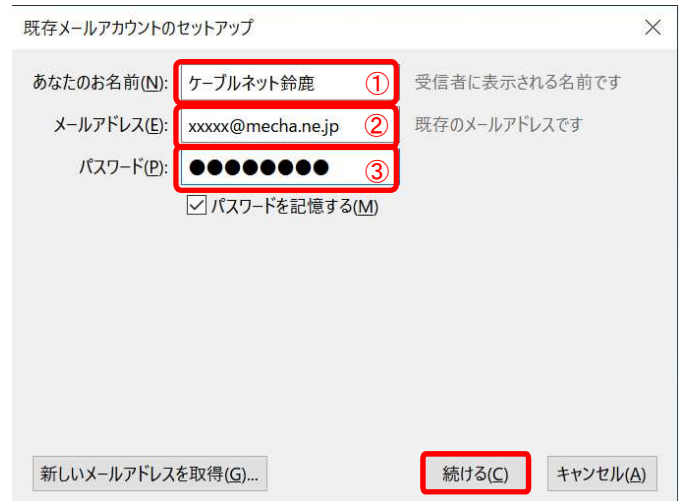 既存メールアカウントのセットアップ
あなたのお名前(N): ケーブルネット鈴鹿 ① 受信者に表示される名前です
メールアドレス(E): xxxxx@mecha.ne.jp ② 既存のメールアドレスです
パスワード(P): ●●●●●●●● ③
パスワードを記憶する(M)
新しいメールアドレスを取得(G)... 続ける(C) キャンセル(A)